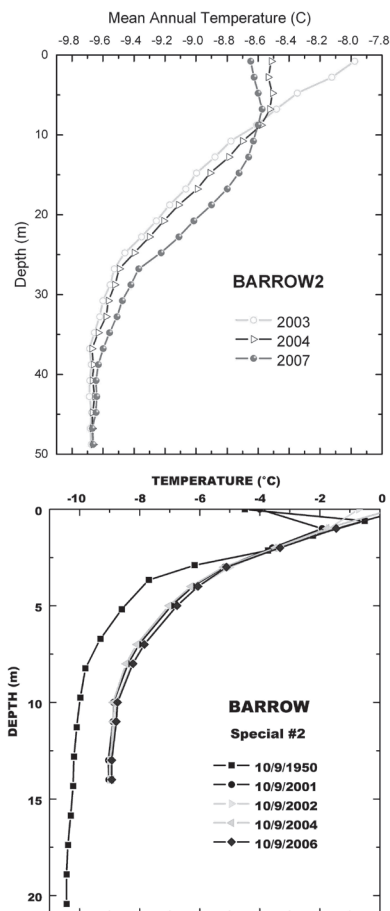 Mean Annual Temperature (C)
-9.8 -9.6 -9.4 -9.2 -9.0 -8.8 -8.6 -8.4 -8.2 -8.0 -7.8
0
10
20
30
40
50
Depth (m)
BARROW2
2003
2004
2007
TEMPERATURE (°C)
-10 -8 -6 -4 -2 0
0
5
10
15
20
DEPTH (m)
BARROW
Special #2
10/9/1950
10/9/2001
10/9/2002
10/9/2004
10/9/2006